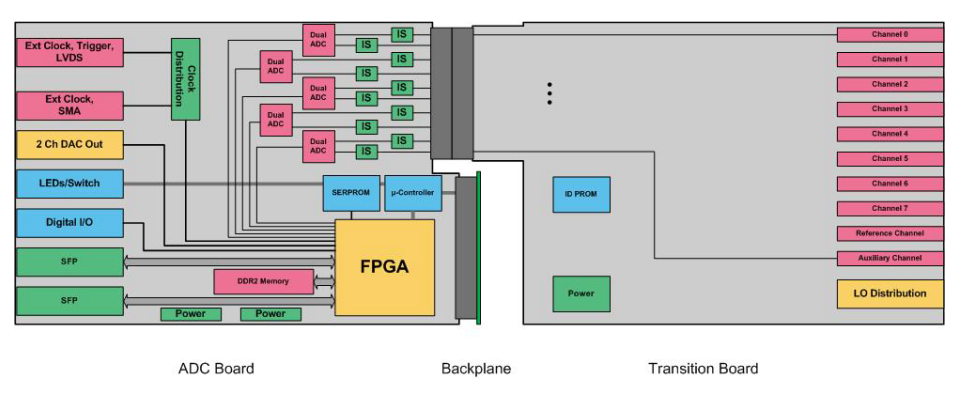 Ext Clock, Trigger,
LVDS
Ext Clock,
SMA
2 Ch DAC Out
LEDs/Switch
Digital I/O
SFP
SFP
Clock
Distribution
Dual
ADC
Dual
ADC
Dual
ADC
Dual
ADC
Dual
ADC
IS
IS
IS
IS
IS
IS
IS
IS
IS
IS
SERPROM
µ-Controller
FPGA
DDR2 Memory
Power
Power
ID PROM
Power
Channel 0
Channel 1
Channel 2
Channel 3
Channel 4
Channel 5
Channel 6
Channel 7
Reference Channel
Auxiliary Channel
LO Distribution
ADC Board
Backplane
Transition Board